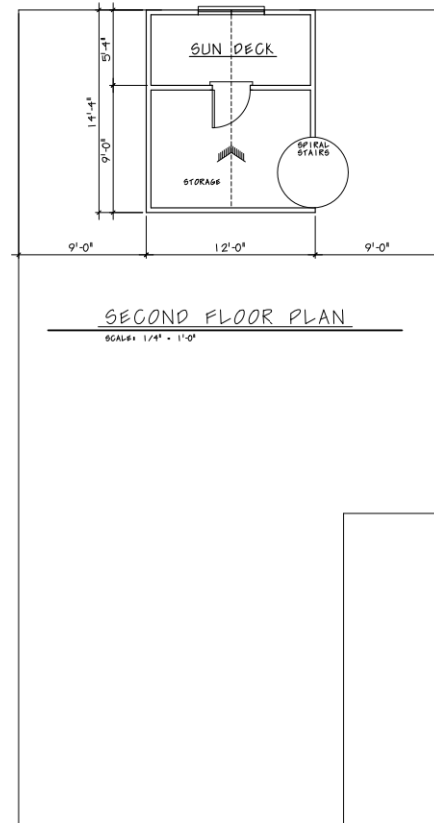 SUN DECK
5'-4"
14'-4"
9'-0"
SPIRAL
STAIRS
STORAGE
9'-0"
12'-0"
9'-0"
SECOND FLOOR PLAN
SCALE: 1/4" = 1'-0"